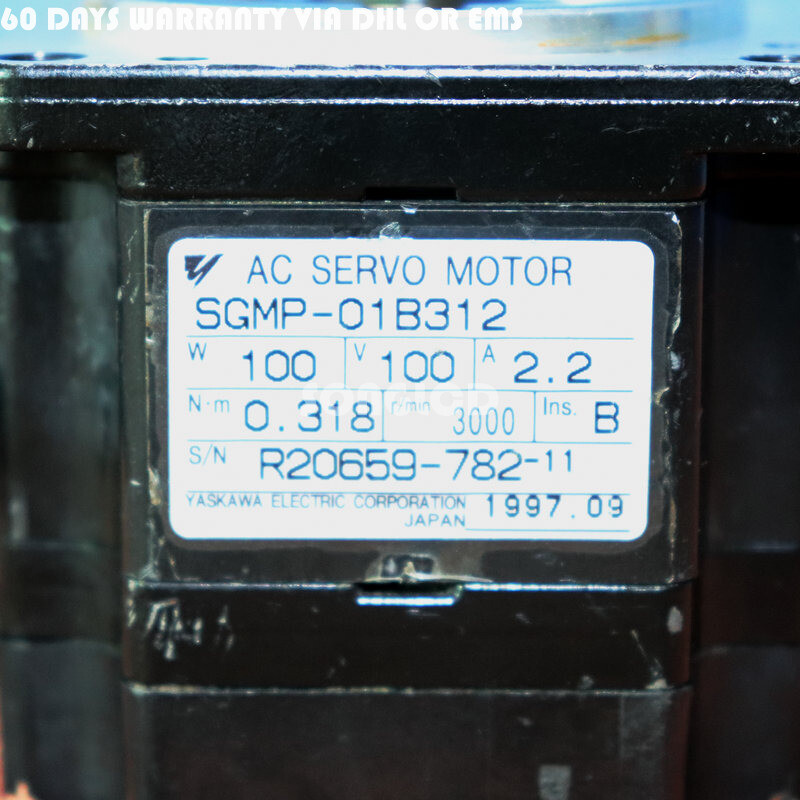 60 DAYS WARRANTY VIA DHL OR EMS
AC SERVO MOTOR
SGMP-01B312
W 100 V 100 A 2.2
N·m 0.318 r/min 3000 Ins. B
S/N R20659-782-11
YASKAWA ELECTRIC CORPORATION 1997.09
JAPAN